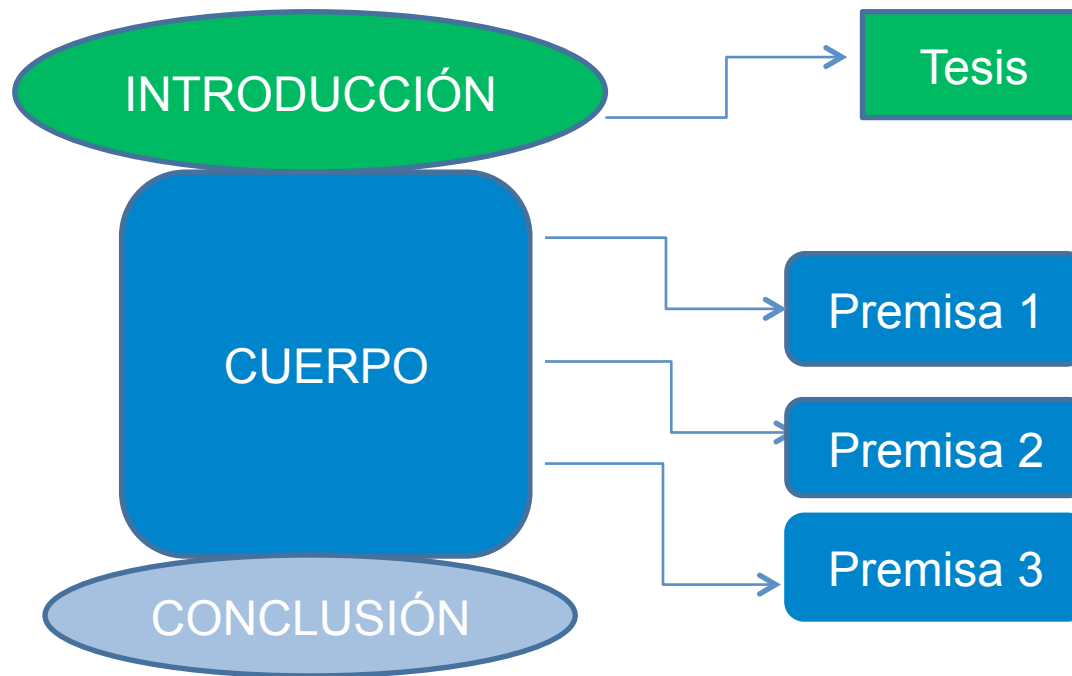 INTRODUCCIÓN
Tesis
CUERPO
Premisa 1
Premisa 2
Premisa 3
CONCLUSIÓN